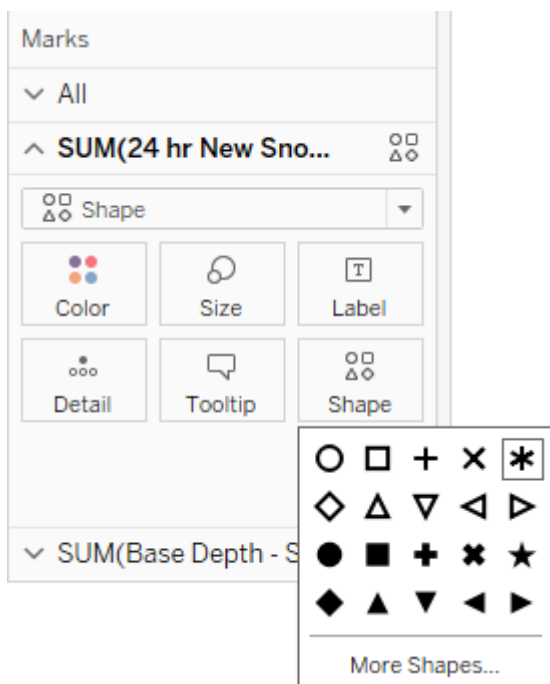 Marks
All
SUM(24 hr New Sno...
Shape
Color
Size
Label
Detail
Tooltip
Shape
SUM(Base Depth - S
More Shapes...